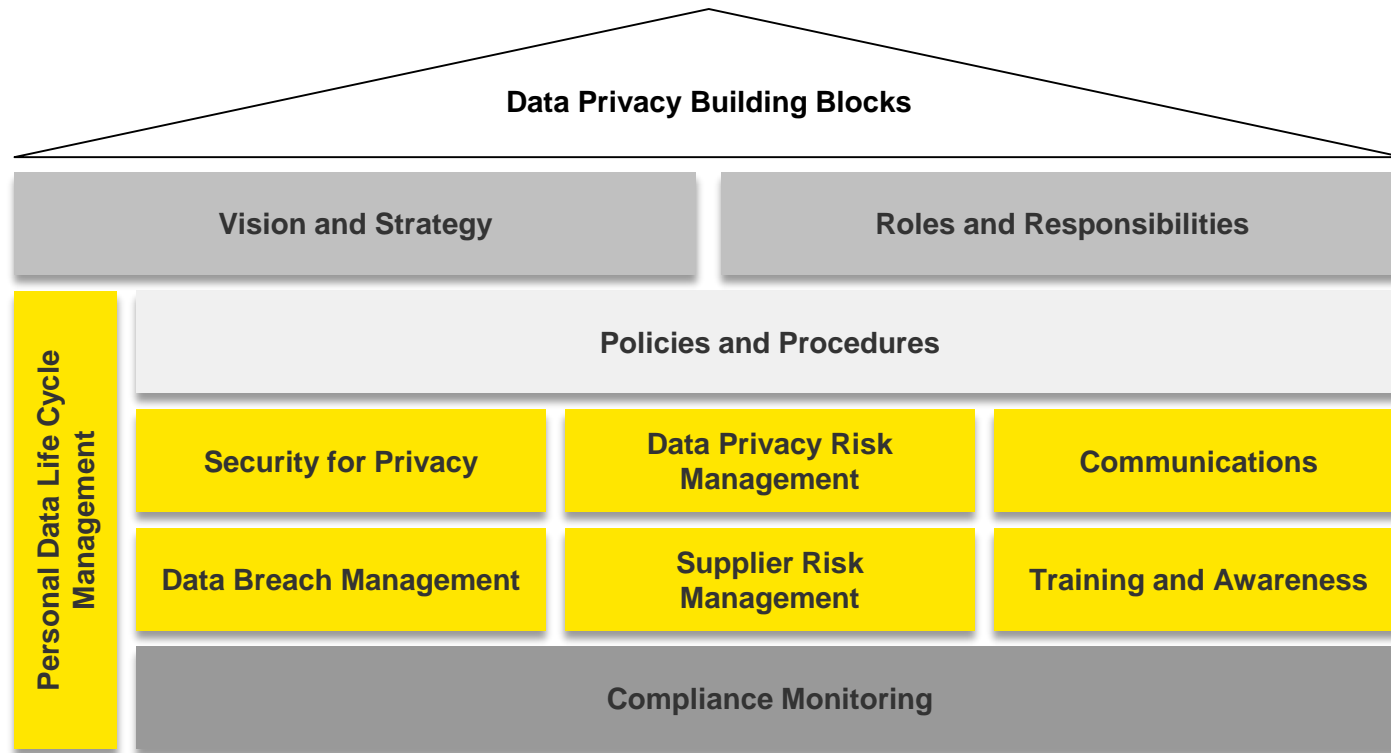 Data Privacy Building Blocks
Vision and Strategy
Roles and Responsibilities
Personal Data Life Cycle
Management
Policies and Procedures
Security for Privacy
Data Privacy Risk
Management
Communications
Data Breach Management
Supplier Risk
Management
Training and Awareness
Compliance Monitoring